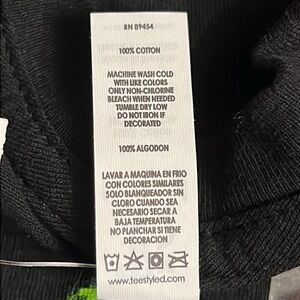 RN 89454
100% COTTON
MACHINE WASH COLD
WITH LIKE COLORS
ONLY NON-CHLORINE
BLEACH WHEN NEEDED
TUMBLE DRY LOW
DO NOT IRON IF
DECORATED
100% ALGODON
LAVAR A MAQUINA EN FRIO
CON COLORES SIMILARES
SOLO BLANQUEADOR SIN
CLORO CUANDO SEA
NECESARIO SECAR A
BAJA TEMPERATURA
NO PLANCHAR SI TIENE
DECORACION
www.teestyled.com